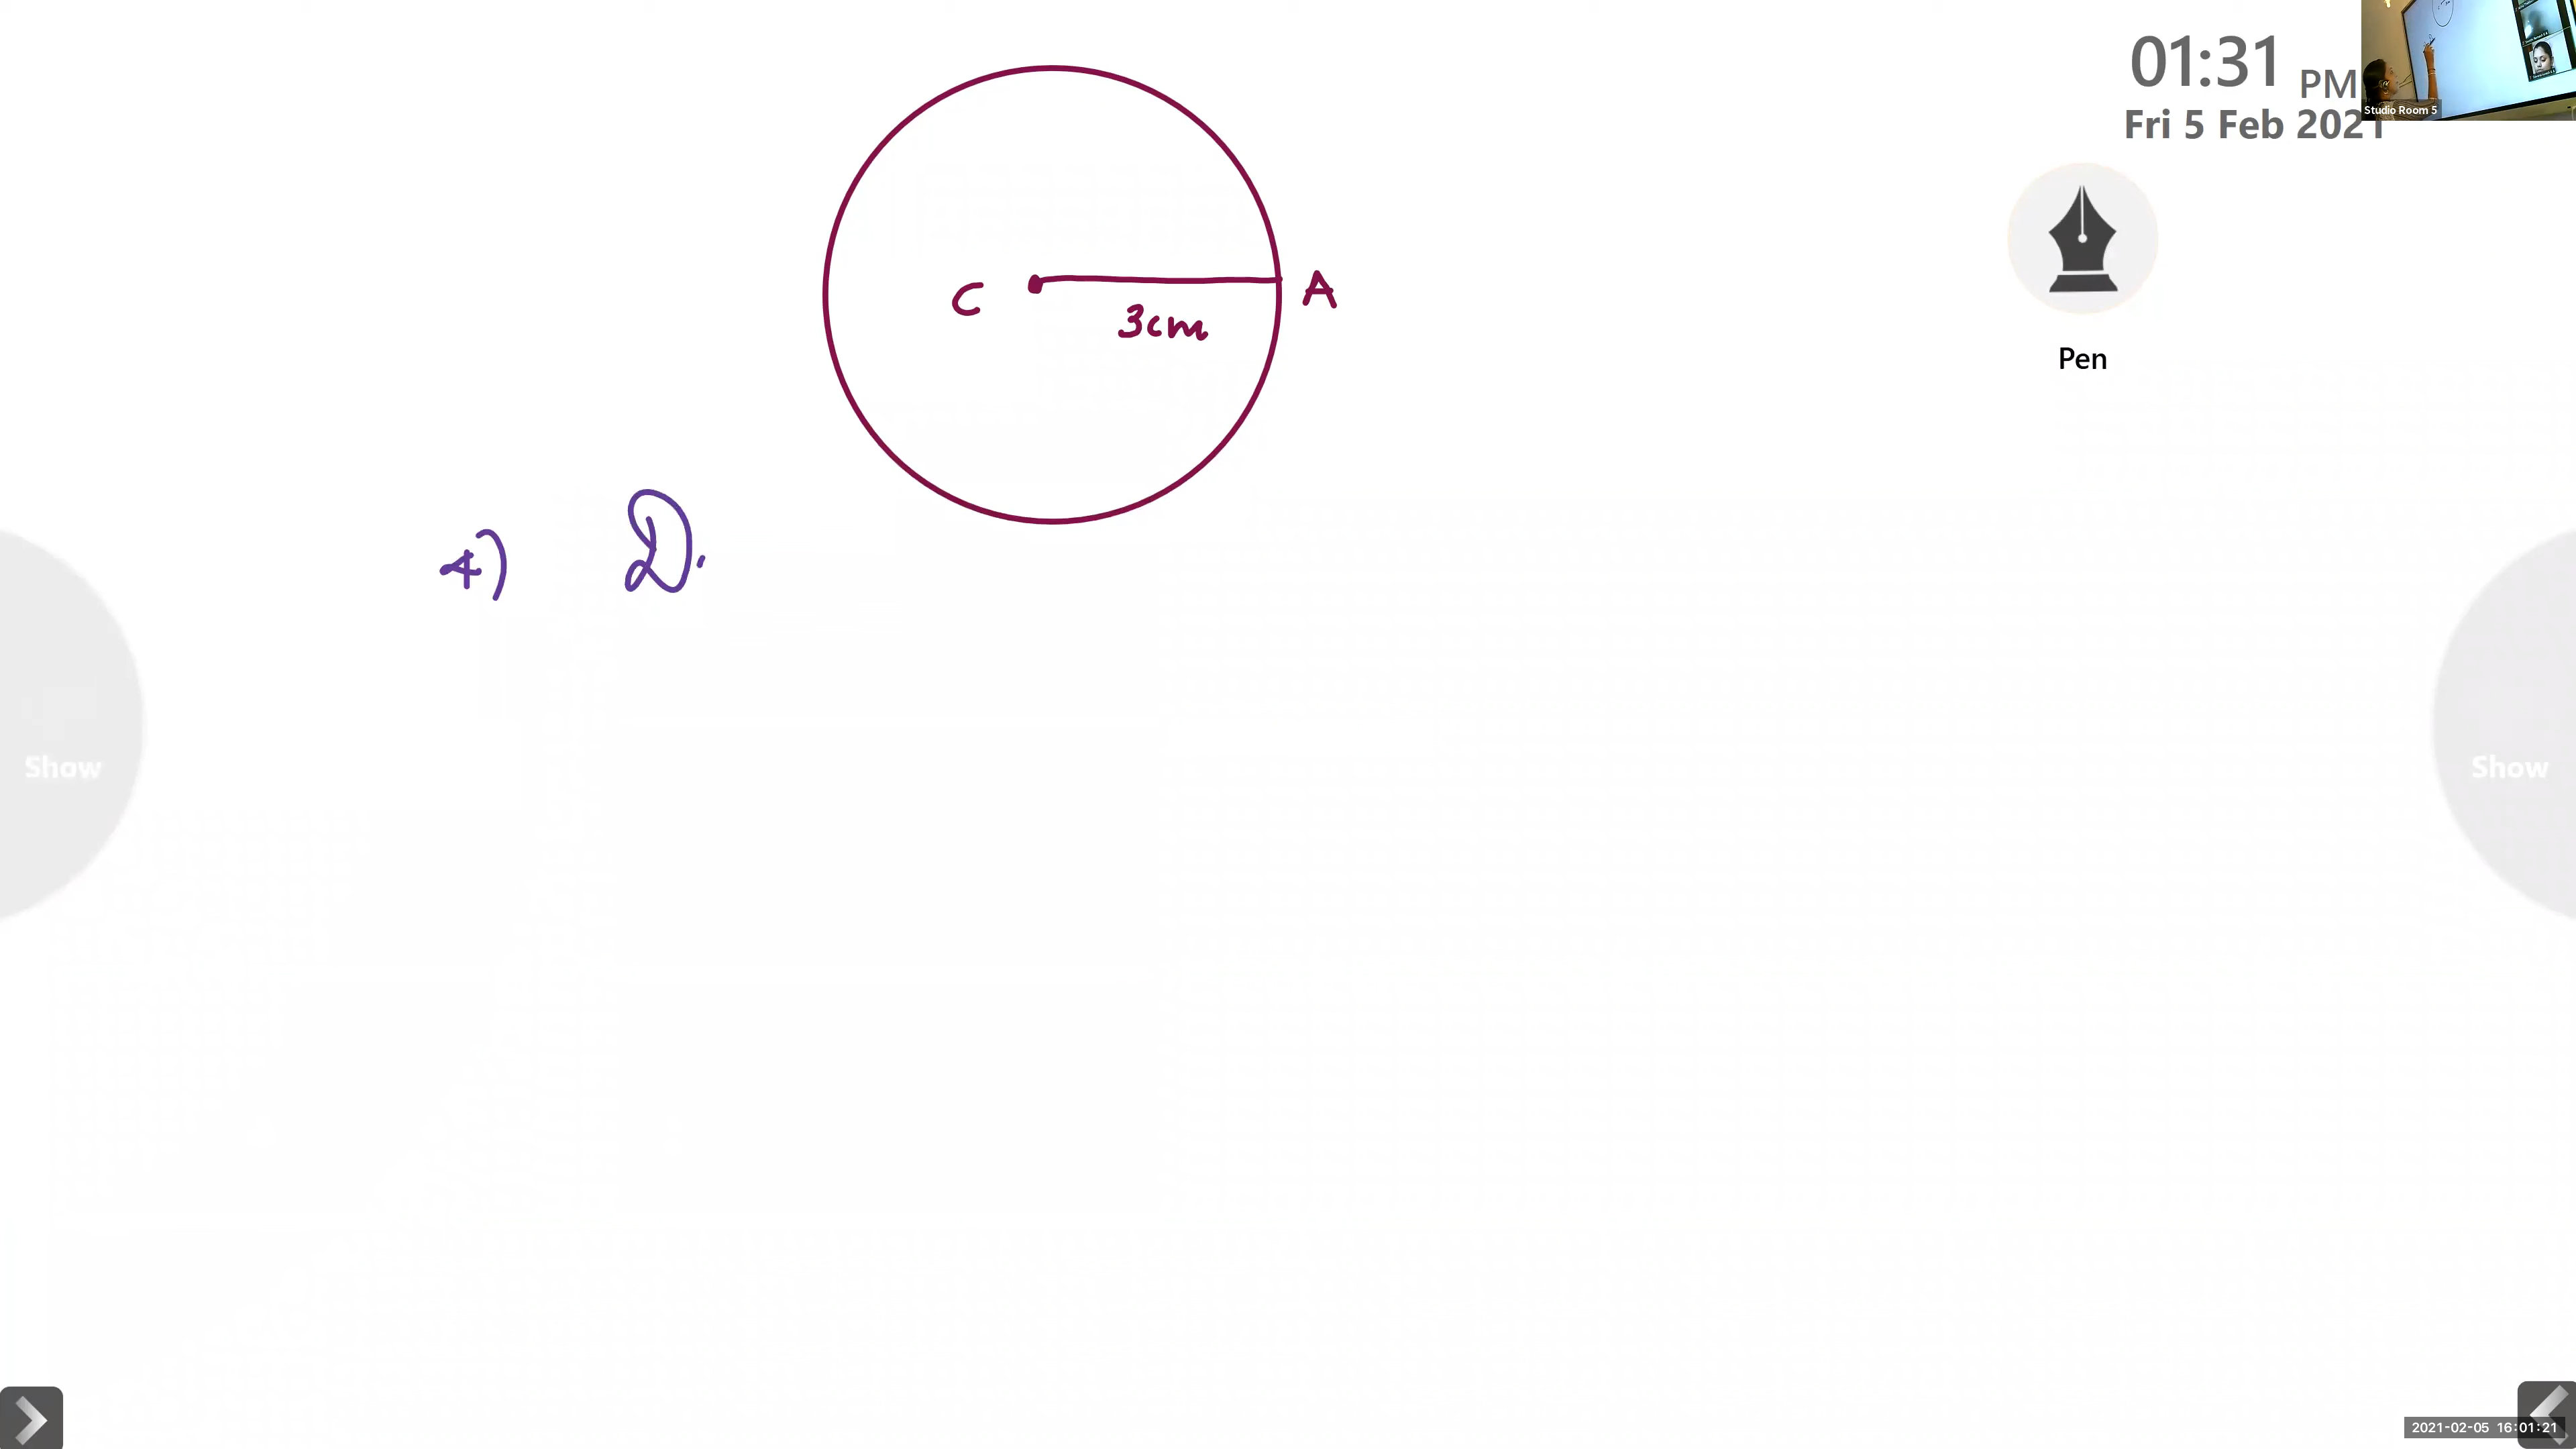 01:31 PM
Studio Room 5
Fri 5 Feb 2021
C
A
3cm
Pen
4) D.
Show
Show
2021-02-05 16:01:21